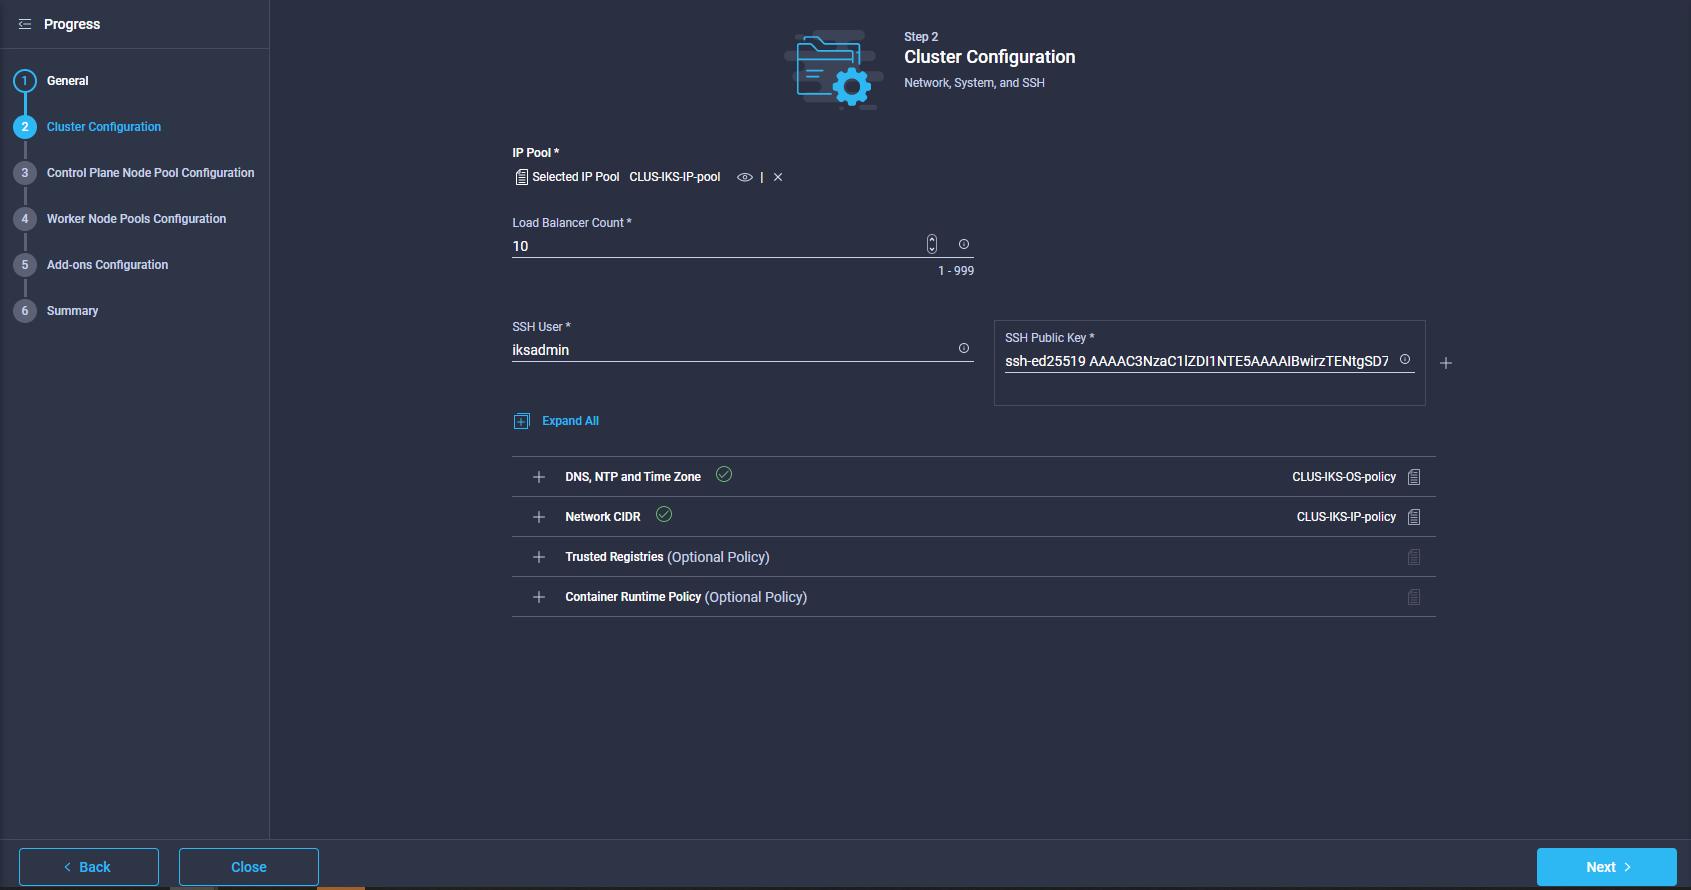 Progress
1 General
2 Cluster Configuration
3 Control Plane Node Pool Configuration
4 Worker Node Pools Configuration
5 Add-ons Configuration
6 Summary
Step 2
Cluster Configuration
Network, System, and SSH
IP Pool *
Selected IP Pool CLUS-IKS-IP-pool
Load Balancer Count *
10
1 - 999
SSH User *
iksadmin
SSH Public Key *
ssh-ed25519 AAAAC3NzaC1lZDI1NTE5AAAAIBwirzTENtgSD7
Expand All
DNS, NTP and Time Zone CLUS-IKS-OS-policy
Network CIDR CLUS-IKS-IP-policy
Trusted Registries (Optional Policy)
Container Runtime Policy (Optional Policy)
Back Close Next